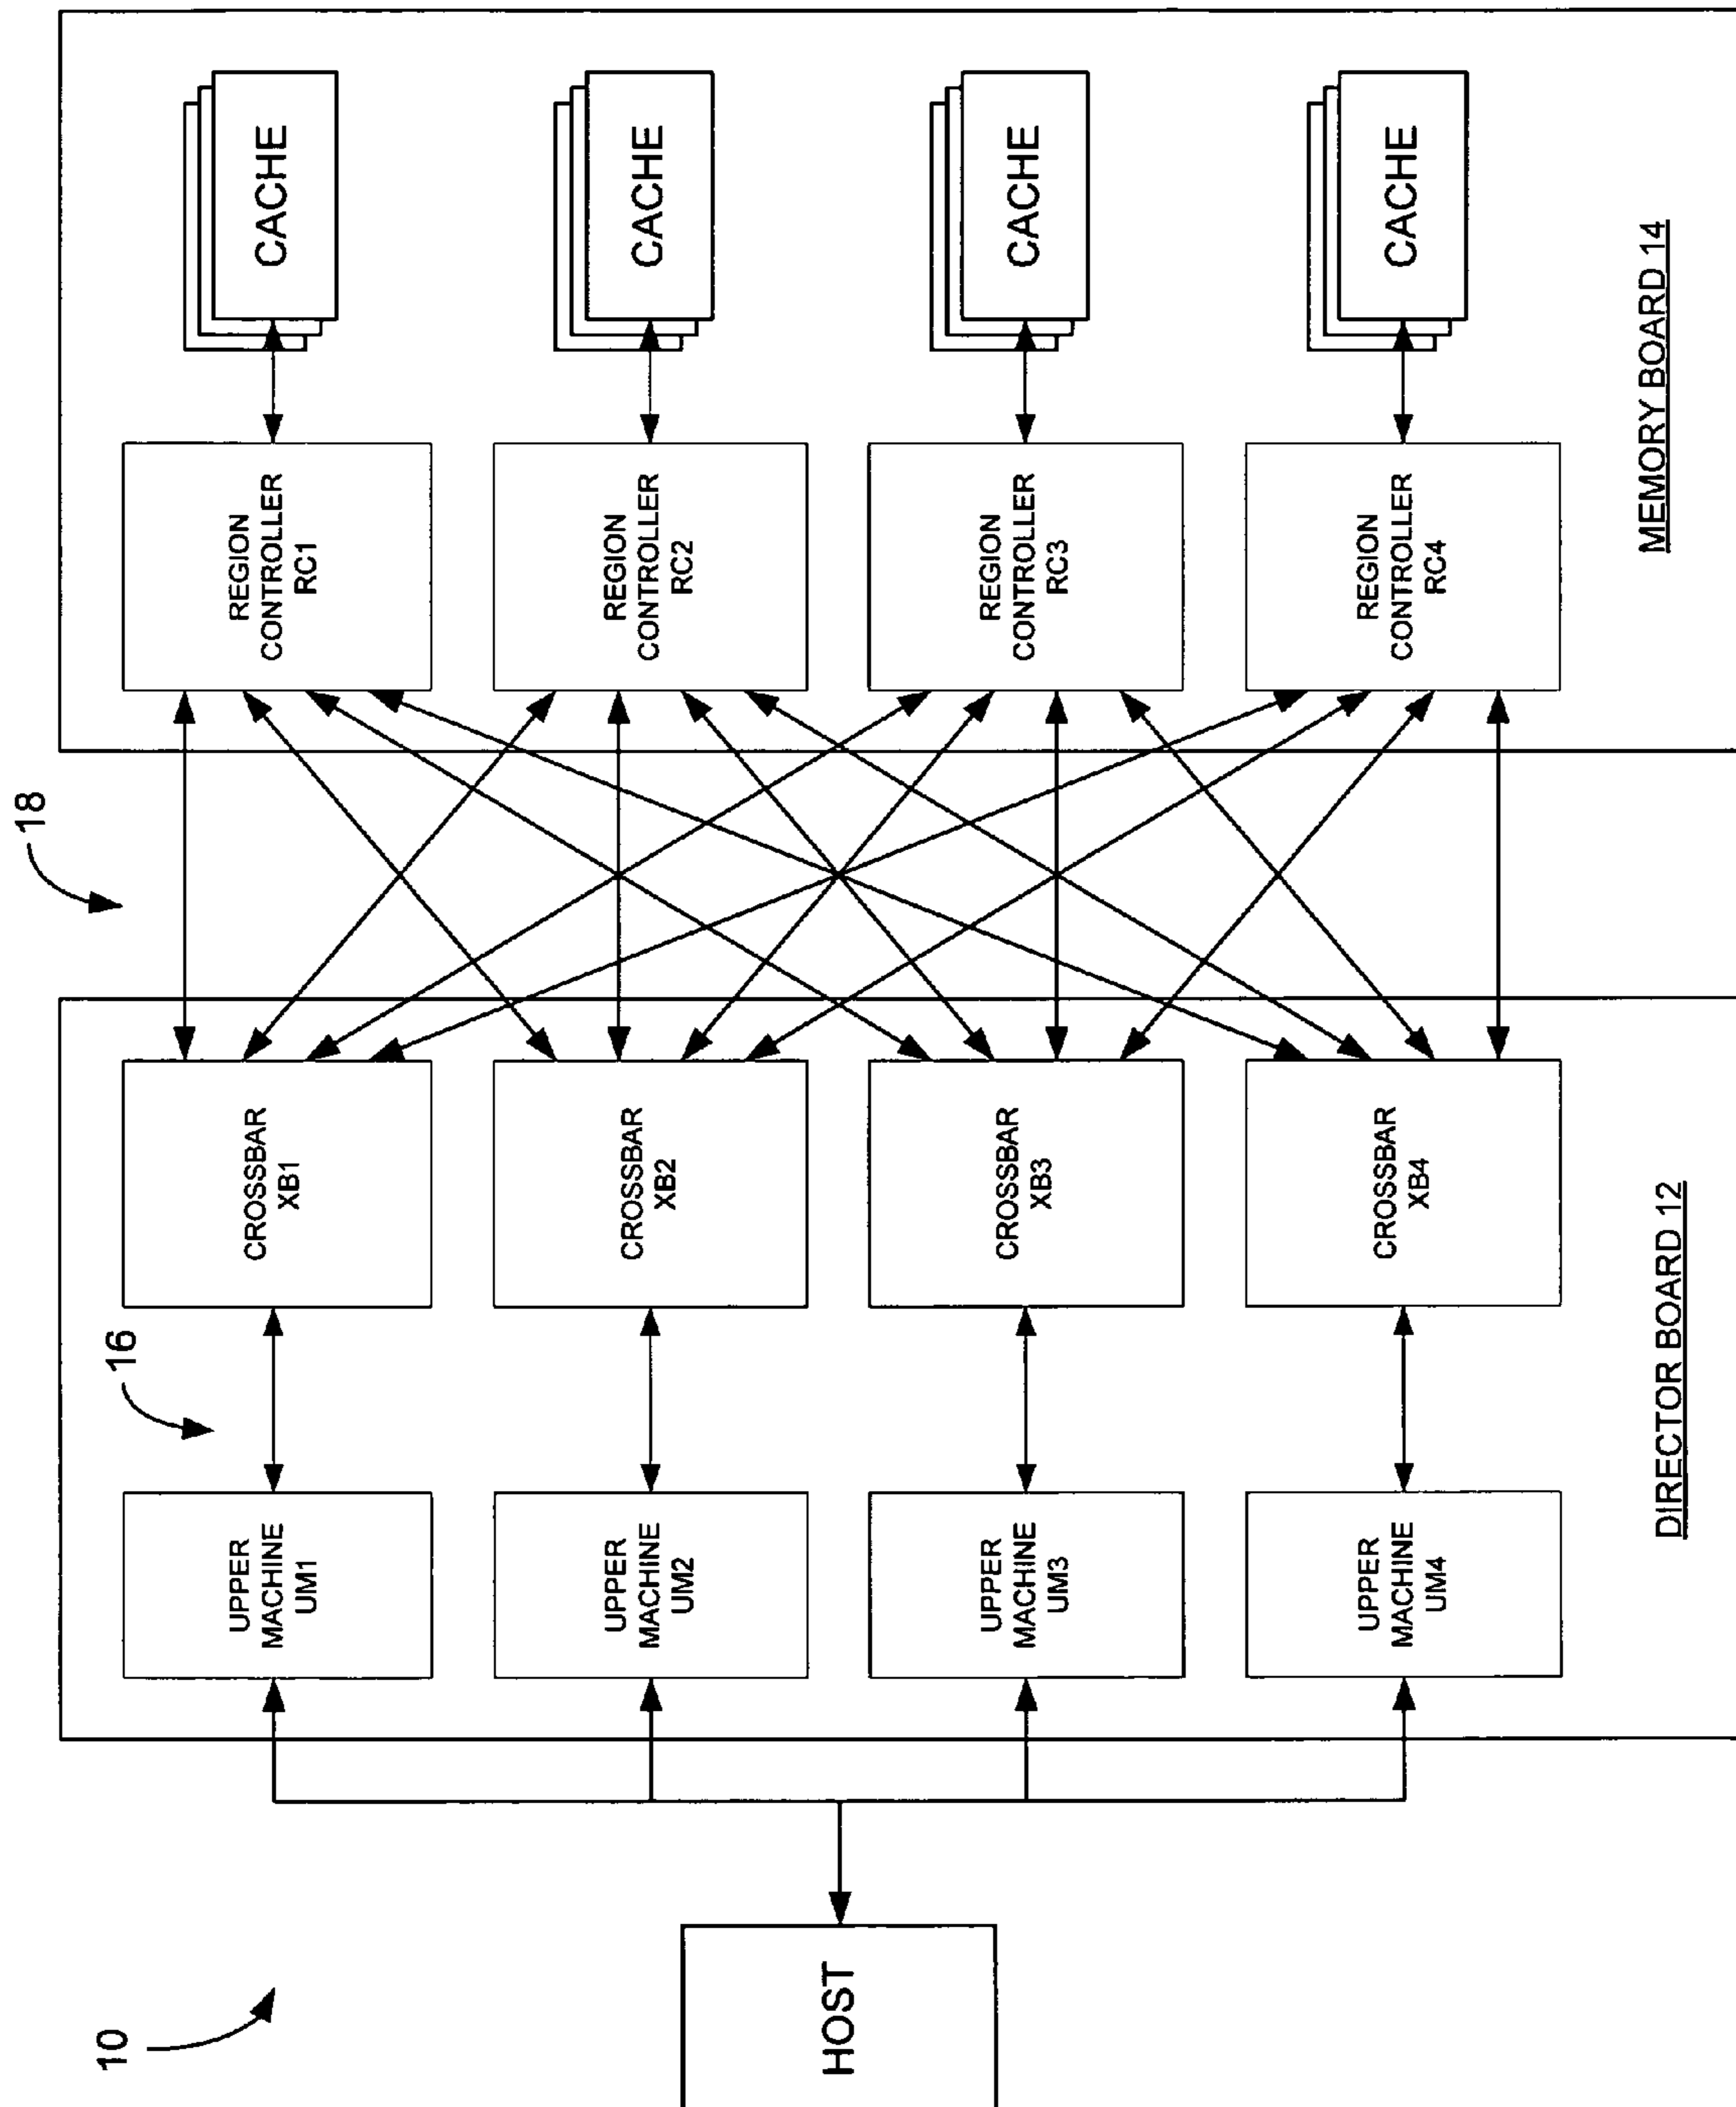 10
HOST
16
18
UPPER
MACHINE
UM1
CROSSBAR
XB1
REGION
CONTROLLER
RC1
CACHE
UPPER
MACHINE
UM2
CROSSBAR
XB2
REGION
CONTROLLER
RC2
CACHE
UPPER
MACHINE
UM3
CROSSBAR
XB3
REGION
CONTROLLER
RC3
CACHE
UPPER
MACHINE
UM4
CROSSBAR
XB4
REGION
CONTROLLER
RC4
CACHE
DIRECTOR BOARD 12
MEMORY BOARD 14